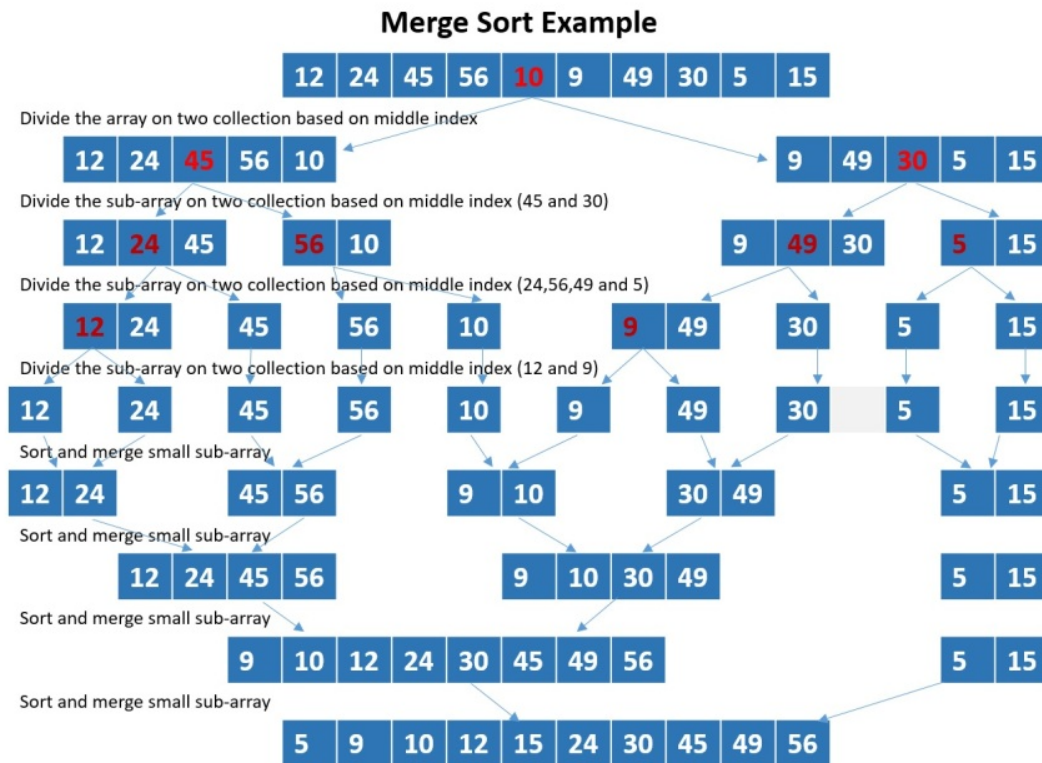 Merge Sort Example
12 24 45 56 10 9 49 30 5 15
Divide the array on two collection based on middle index
12 24 45 56 10 9 49 30 5 15
Divide the sub-array on two collection based on middle index (45 and 30)
12 24 45 56 10 9 49 30 5 15
Divide the sub-array on two collection based on middle index (24,56,49 and 5)
12 24 45 56 10 9 49 30 5 15
Divide the sub-array on two collection based on middle index (12 and 9)
12 24 45 56 10 9 49 30 5 15
Sort and merge small sub-array
12 24 45 56 9 10 30 49 5 15
Sort and merge small sub-array
12 24 45 56 9 10 30 49 5 15
Sort and merge small sub-array
9 10 12 24 30 45 49 56 5 15
Sort and merge small sub-array
5 9 10 12 15 24 30 45 49 56